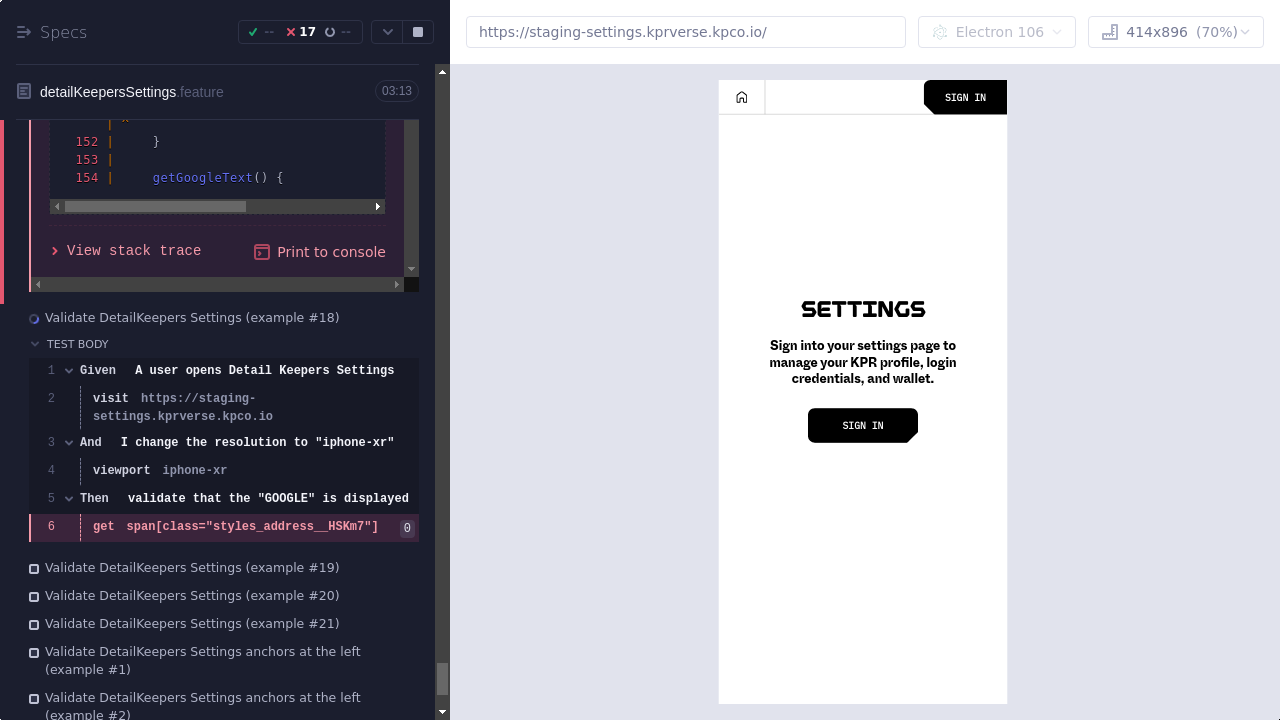 Specs
-- 17 --
detailKeepersSettings.feature 03:13
152 | }
153 |
154 | getGoogleText() {
View stack trace
Print to console
Validate DetailKeepers Settings (example #18)
TEST BODY
1 Given A user opens Detail Keepers Settings
2 visit https://staging-
settings.kprverse.kpco.io
3 And I change the resolution to "iphone-xr"
4 viewport iphone-xr
5 Then validate that the "GOOGLE" is displayed
6 get span[class="styles_address__HSKm7"] 0
Validate DetailKeepers Settings (example #19)
Validate DetailKeepers Settings (example #20)
Validate DetailKeepers Settings (example #21)
Validate DetailKeepers Settings anchors at the left
(example #1)
Validate DetailKeepers Settings anchors at the left
(example #2)
https://staging-settings.kprverse.kpco.io/
Electron 106
414x896 (70%)
SIGN IN
SETTINGS
Sign into your settings page to
manage your KPR profile, login
credentials, and wallet.
SIGN IN